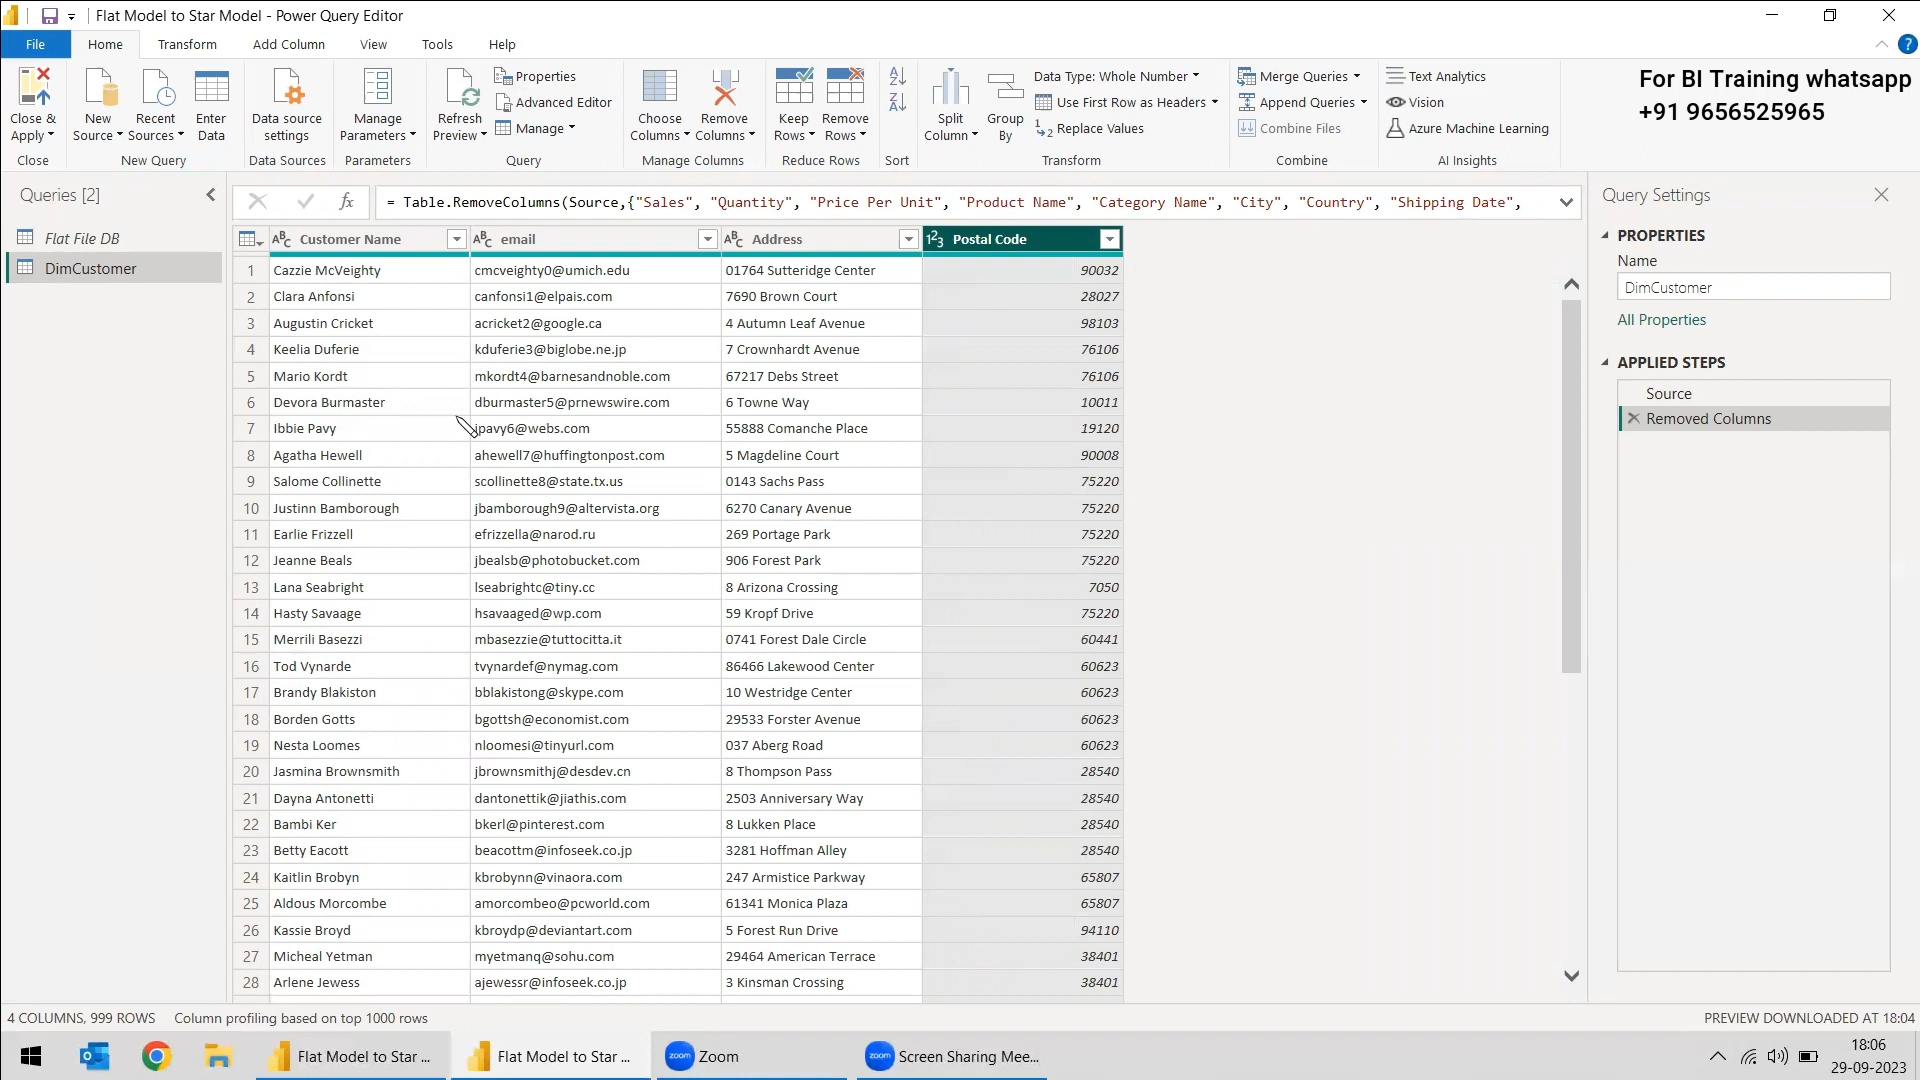 Flat Model to Star Model - Power Query Editor
File Home Transform Add Column View Tools Help
Close & Apply
New Source
Recent Sources
Enter Data
Data source settings
Manage Parameters
Refresh Preview
Properties
Advanced Editor
Manage
Choose Columns
Remove Columns
Keep Rows
Remove Rows
Split Column
Group By
Data Type: Whole Number
Use First Row as Headers
Replace Values
Merge Queries
Append Queries
Combine Files
Text Analytics
Vision
Azure Machine Learning
For BI Training whatsapp
+91 9656525965
Close New Query Data Sources Parameters Query Manage Columns Reduce Rows Sort Transform Combine AI Insights
Queries [2]
Flat File DB
DimCustomer
fx = Table.RemoveColumns(Source,{"Sales", "Quantity", "Price Per Unit", "Product Name", "Category Name", "City", "Country", "Shipping Date",
Customer Name email Address Postal Code
1 Cazzie McVeighty cmcveighty0@umich.edu 01764 Sutteridge Center 90032
2 Clara Anfonsi canfonsi1@elpais.com 7690 Brown Court 28027
3 Augustin Cricket acricket2@google.ca 4 Autumn Leaf Avenue 98103
4 Keelia Duferie kduferie3@biglobe.ne.jp 7 Crownhardt Avenue 76106
5 Mario Kordt mkordt4@barnesandnoble.com 67217 Debs Street 76106
6 Devora Burmaster dburmaster5@prnewswire.com 6 Towne Way 10011
7 Ibbie Pavy ipavy6@webs.com 55888 Comanche Place 19120
8 Agatha Hewell ahewell7@huffingtonpost.com 5 Magdeline Court 90008
9 Salome Collinette scollinette8@state.tx.us 0143 Sachs Pass 75220
10 Justinn Bamborough jbamborough9@altervista.org 6270 Canary Avenue 75220
11 Earlie Frizzell efrizzella@narod.ru 269 Portage Park 75220
12 Jeanne Beals jbealsb@photobucket.com 906 Forest Park 75220
13 Lana Seabright lseabrightc@tiny.cc 8 Arizona Crossing 7050
14 Hasty Savaage hsavaaged@wp.com 59 Kropf Drive 75220
15 Merrili Basezzi mbasezzie@tuttocitta.it 0741 Forest Dale Circle 60441
16 Tod Vynarde tvynardef@nymag.com 86466 Lakewood Center 60623
17 Brandy Blakiston bblakistong@skype.com 10 Westridge Center 60623
18 Borden Gotts bgottsh@economist.com 29533 Forster Avenue 60623
19 Nesta Loomes nloomesi@tinyurl.com 037 Aberg Road 60623
20 Jasmina Brownsmith jbrownsmithj@desdev.cn 8 Thompson Pass 28540
21 Dayna Antonetti dantonettik@jiathis.com 2503 Anniversary Way 28540
22 Bambi Ker bkerl@pinterest.com 8 Lukken Place 28540
23 Betty Eacott beacottm@infoseek.co.jp 3281 Hoffman Alley 28540
24 Kaitlin Brobyn kbrobynn@vinaora.com 247 Armistice Parkway 65807
25 Aldous Morcombe amorcombeo@pcworld.com 61341 Monica Plaza 65807
26 Kassie Broyd kbroydp@deviantart.com 5 Forest Run Drive 94110
27 Micheal Yetman myetmanq@sohu.com 29464 American Terrace 38401
28 Arlene Jewess ajewessr@infoseek.co.jp 3 Kinsman Crossing 38401
Query Settings
PROPERTIES
Name
DimCustomer
All Properties
APPLIED STEPS
Source
Removed Columns
4 COLUMNS, 999 ROWS Column profiling based on top 1000 rows PREVIEW DOWNLOADED AT 18:04
Flat Model to Star ... Flat Model to Star ... zoom Zoom zoom Screen Sharing Mee...
18:06
29-09-2023